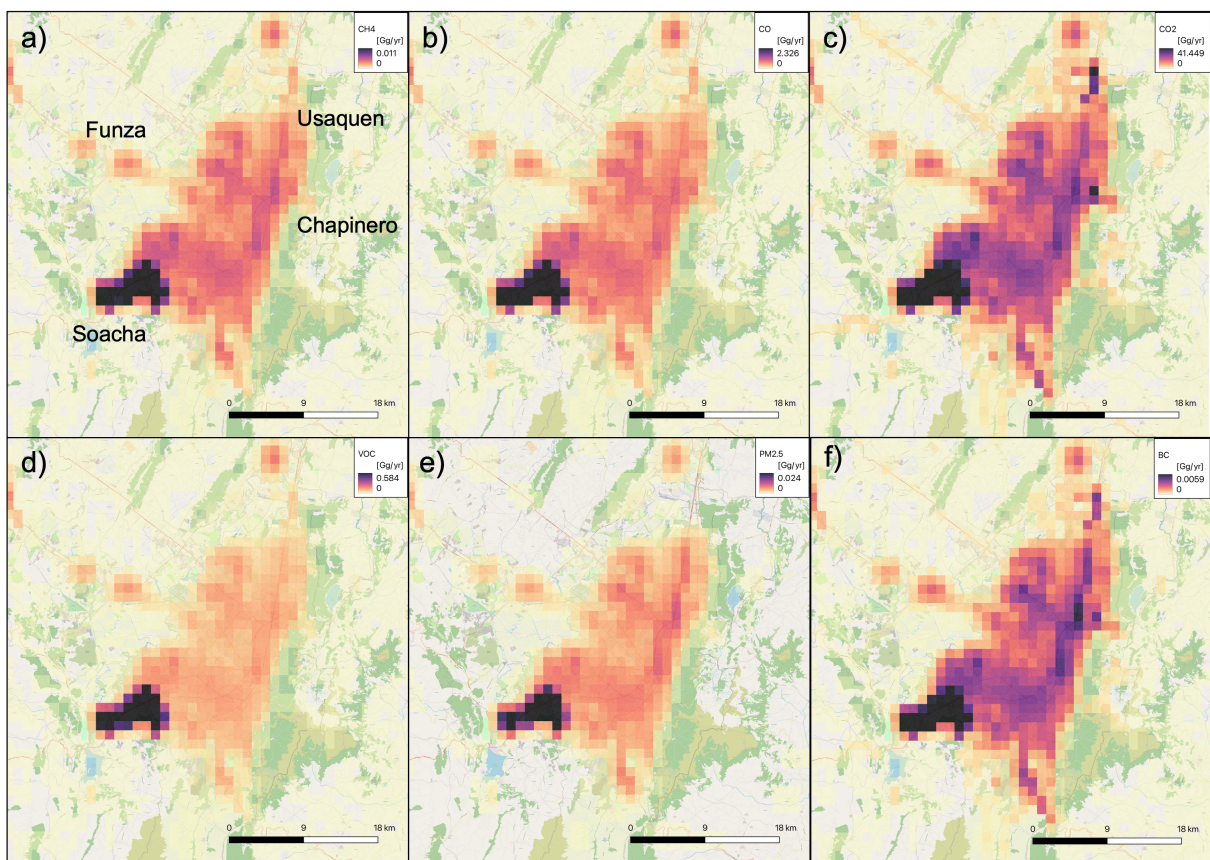 a)
CH4
[Gg/yr]
0.011
0
Funza
Usaquen
Chapinero
Soacha
0 9 18 km
b)
CO
[Gg/yr]
2.326
0
0 9 18 km
c)
CO2
[Gg/yr]
41.449
0
0 9 18 km
d)
VOC
[Gg/yr]
0.584
0
0 9 18 km
e)
PM2.5
[Gg/yr]
0.024
0
0 9 18 km
f)
BC
[Gg/yr]
0.0059
0
0 9 18 km